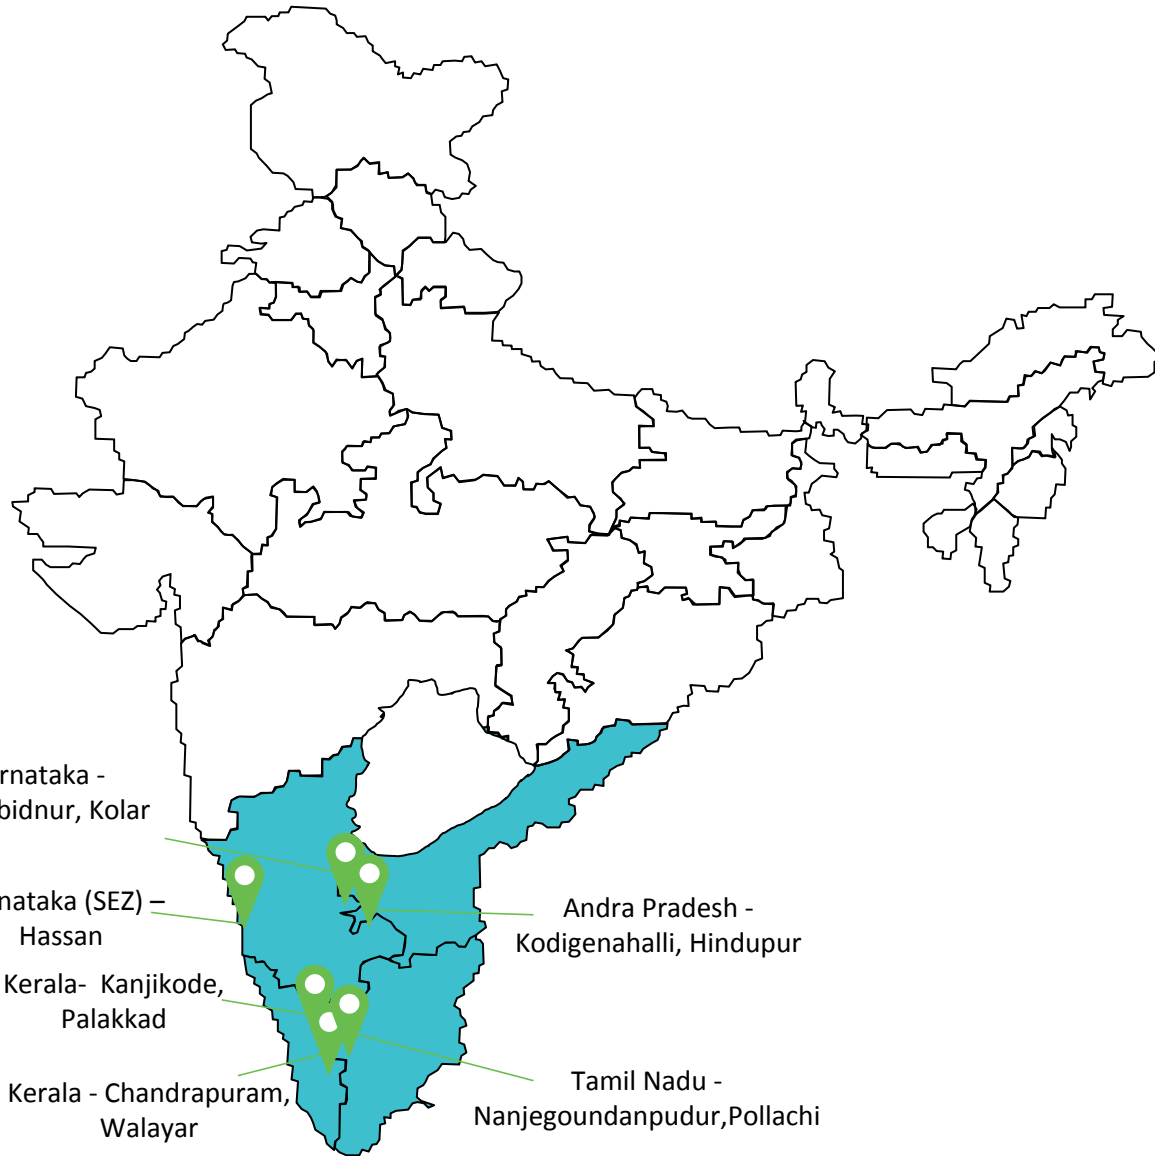 rnataka -
bidnur, Kolar
nataka (SEZ) –
Hassan
Andra Pradesh -
Kodigenahalli, Hindupur
Kerala- Kanjikode,
Palakkad
Kerala - Chandrapuram,
Walayar
Tamil Nadu -
Nanjegoundanpudur,Pollachi